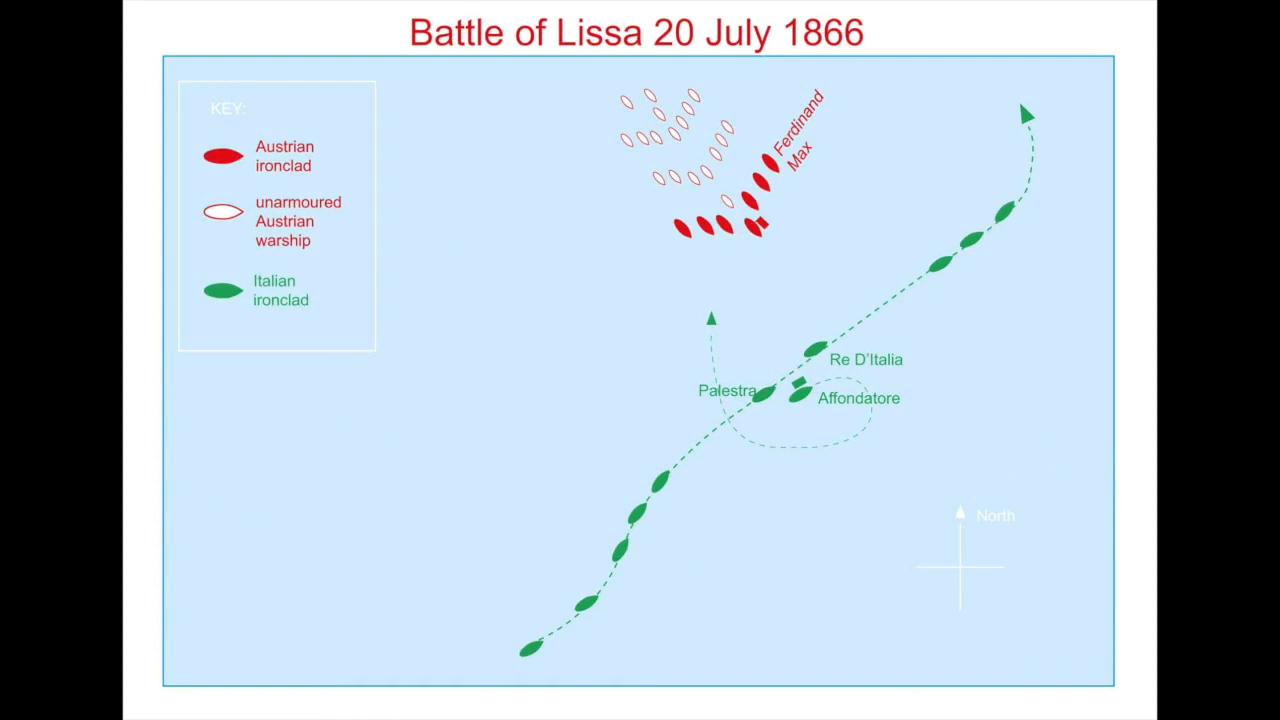 Battle of Lissa 20 July 1866
KEY:
Austrian
ironclad
unarmoured
Austrian
warship
Italian
ironclad
Ferdinand
Max
Re D'Italia
Palestra
Affondatore
North